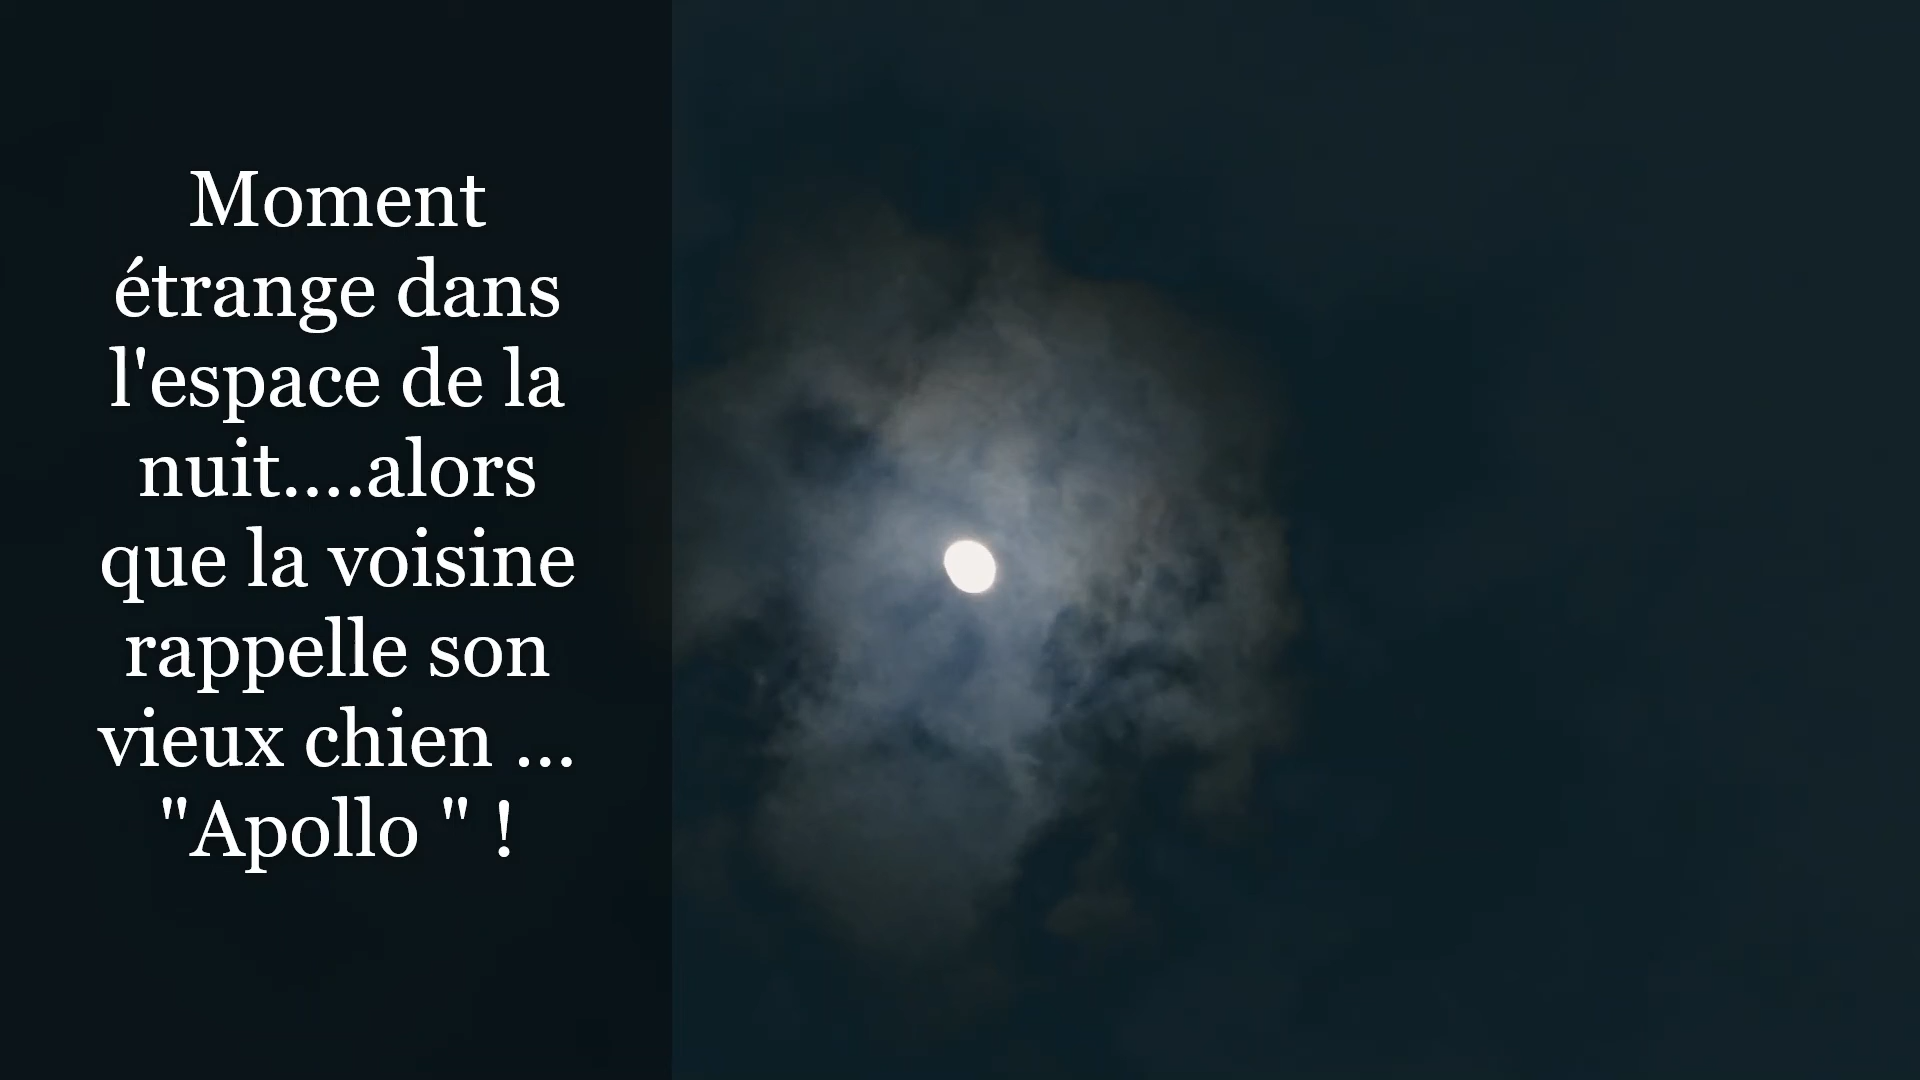 Moment
étrange dans
l'espace de la
nuit....alors
que la voisine
rappelle son
vieux chien ...
"Apollo " !